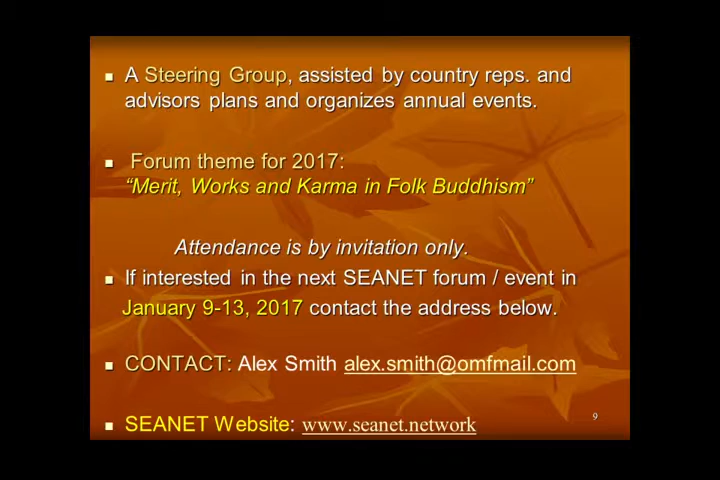 A Steering Group, assisted by country reps. and
advisors plans and organizes annual events.
Forum theme for 2017:
“Merit, Works and Karma in Folk Buddhism”
Attendance is by invitation only.
If interested in the next SEANET forum / event in
January 9-13, 2017 contact the address below.
CONTACT: Alex Smith alex.smith@omfmail.com
SEANET Website: www.seanet.network
9